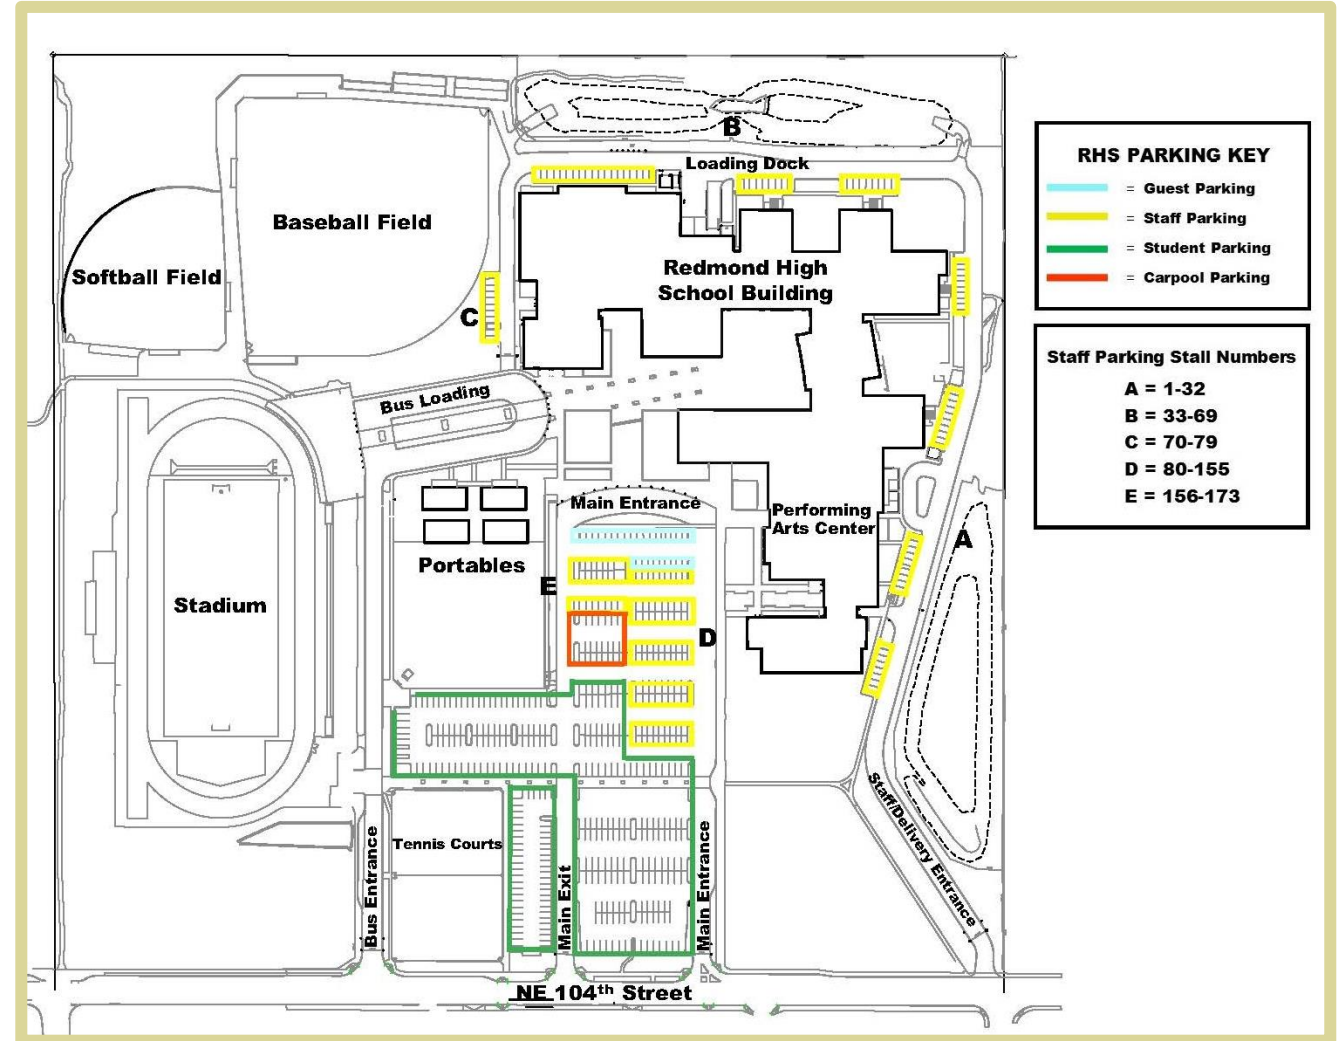 B
Loading Dock
Baseball Field
Softball Field
Redmond High
School Building
C
Bus Loading
Main Entrance
Performing
Arts Center
A
Portables
E
Stadium
D
Tennis Courts
Bus Entrance
Main Exit
Main Entrance
Staff/Delivery Entrance
NE 104th Street
RHS PARKING KEY
= Guest Parking
= Staff Parking
= Student Parking
= Carpool Parking
Staff Parking Stall Numbers
A = 1-32
B = 33-69
C = 70-79
D = 80-155
E = 156-173